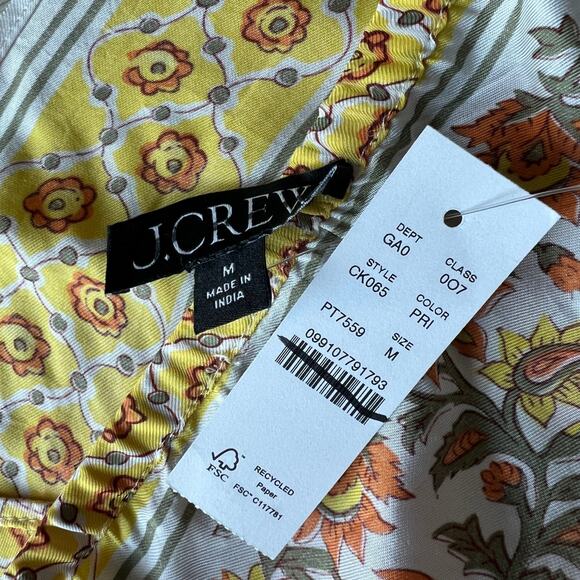 J.CREW
M
MADE IN
INDIA
DEPT CLASS
GA0 007
STYLE COLOR
CK065 PRI
PT7559 SIZE
M
099107791793
FSC
RECYCLED
Paper
FSC® C117781